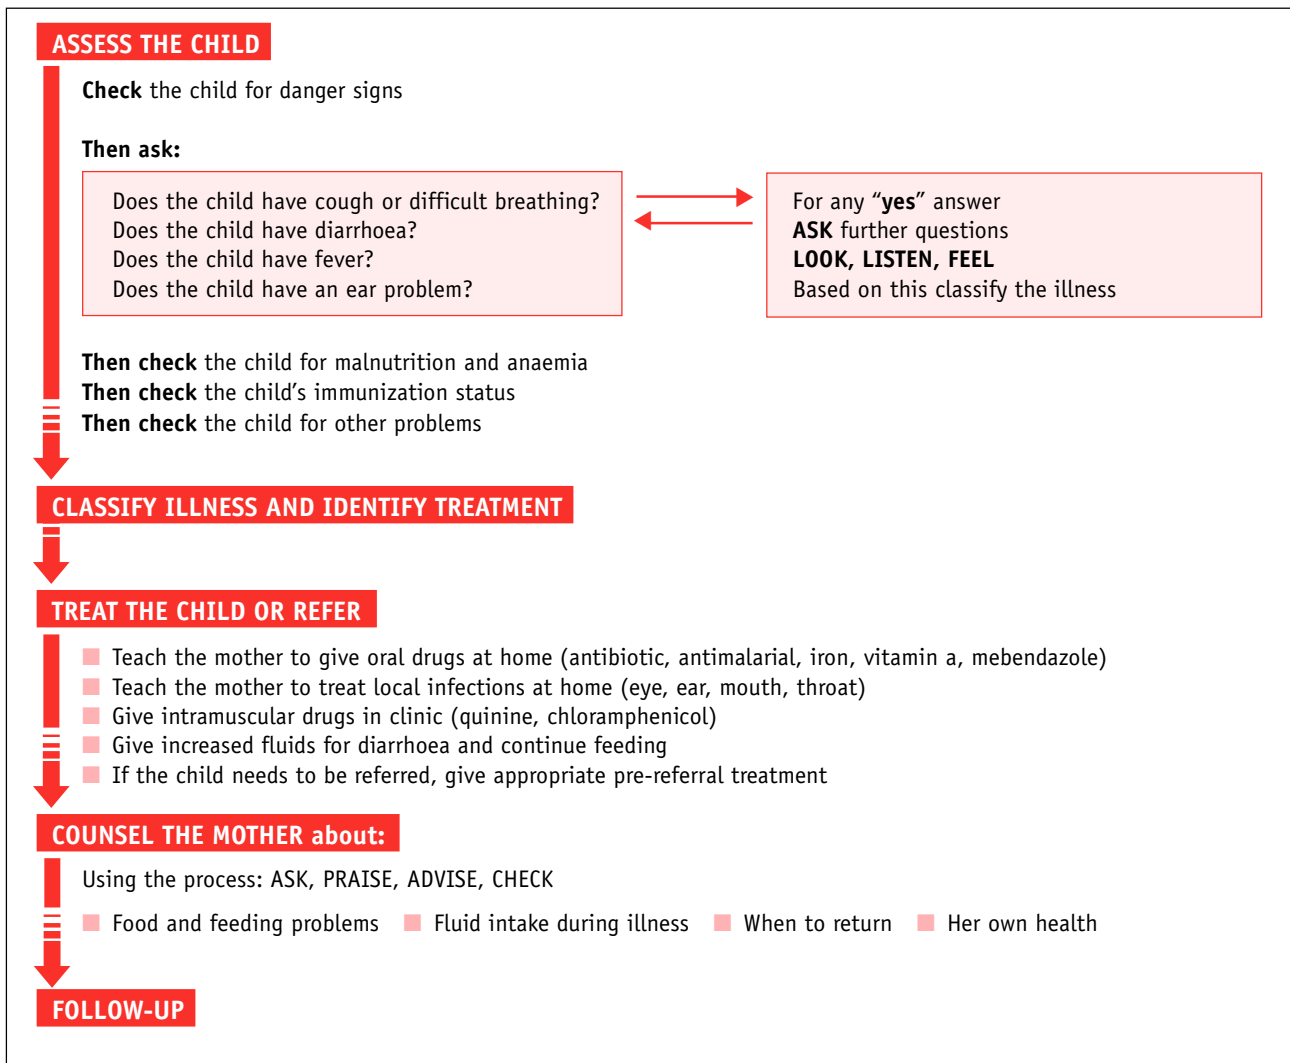 ASSESS THE CHILD
Check the child for danger signs
Then ask:
Does the child have cough or difficult breathing?
Does the child have diarrhoea?
Does the child have fever?
Does the child have an ear problem?
For any “yes” answer
ASK further questions
LOOK, LISTEN, FEEL
Based on this classify the illness
Then check the child for malnutrition and anaemia
Then check the child’s immunization status
Then check the child for other problems
CLASSIFY ILLNESS AND IDENTIFY TREATMENT
TREAT THE CHILD OR REFER
Teach the mother to give oral drugs at home (antibiotic, antimalarial, iron, vitamin a, mebendazole)
Teach the mother to treat local infections at home (eye, ear, mouth, throat)
Give intramuscular drugs in clinic (quinine, chloramphenicol)
Give increased fluids for diarrhoea and continue feeding
If the child needs to be referred, give appropriate pre-referral treatment
COUNSEL THE MOTHER about:
Using the process: ASK, PRAISE, ADVISE, CHECK
Food and feeding problems Fluid intake during illness When to return Her own health
FOLLOW-UP